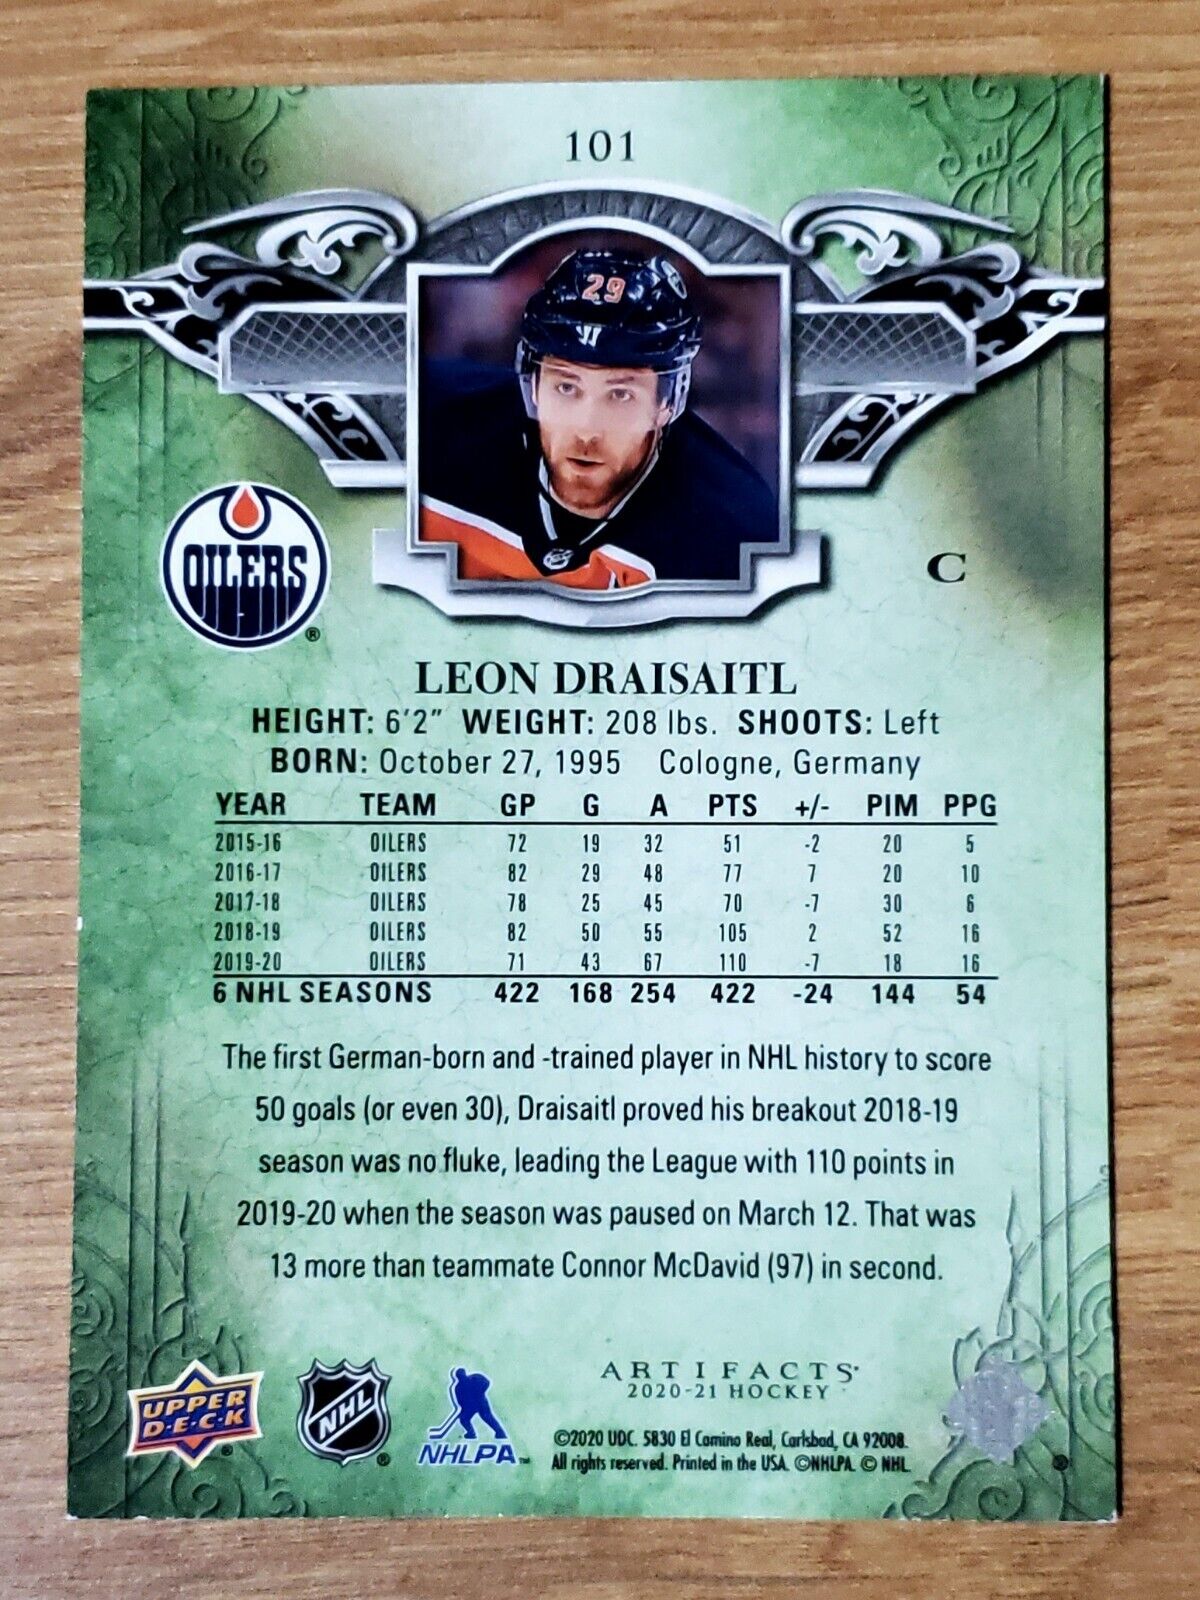 101
29
OILERS
®
C
LEON DRAISAITL
HEIGHT: 6'2" WEIGHT: 208 lbs. SHOOTS: Left
BORN: October 27, 1995 Cologne, Germany
YEAR TEAM GP G A PTS +/- PIM PPG
2015-16 OILERS 72 19 32 51 -2 20 5
2016-17 OILERS 82 29 48 77 7 20 10
2017-18 OILERS 78 25 45 70 -7 30 6
2018-19 OILERS 82 50 55 105 2 52 16
2019-20 OILERS 71 43 67 110 -7 18 16
6 NHL SEASONS 422 168 254 422 -24 144 54
The first German-born and -trained player in NHL history to score
50 goals (or even 30), Draisaitl proved his breakout 2018-19
season was no fluke, leading the League with 110 points in
2019-20 when the season was paused on March 12. That was
13 more than teammate Connor McDavid (97) in second.
UPPER
D·E·C·K
®
NHL
®
NHLPA™
ARTIFACTS
2020-21 HOCKEY
©2020 UDC. 5830 El Camino Real, Carlsbad, CA 92008.
All rights reserved. Printed in the USA. ©NHLPA. © NHL.
®